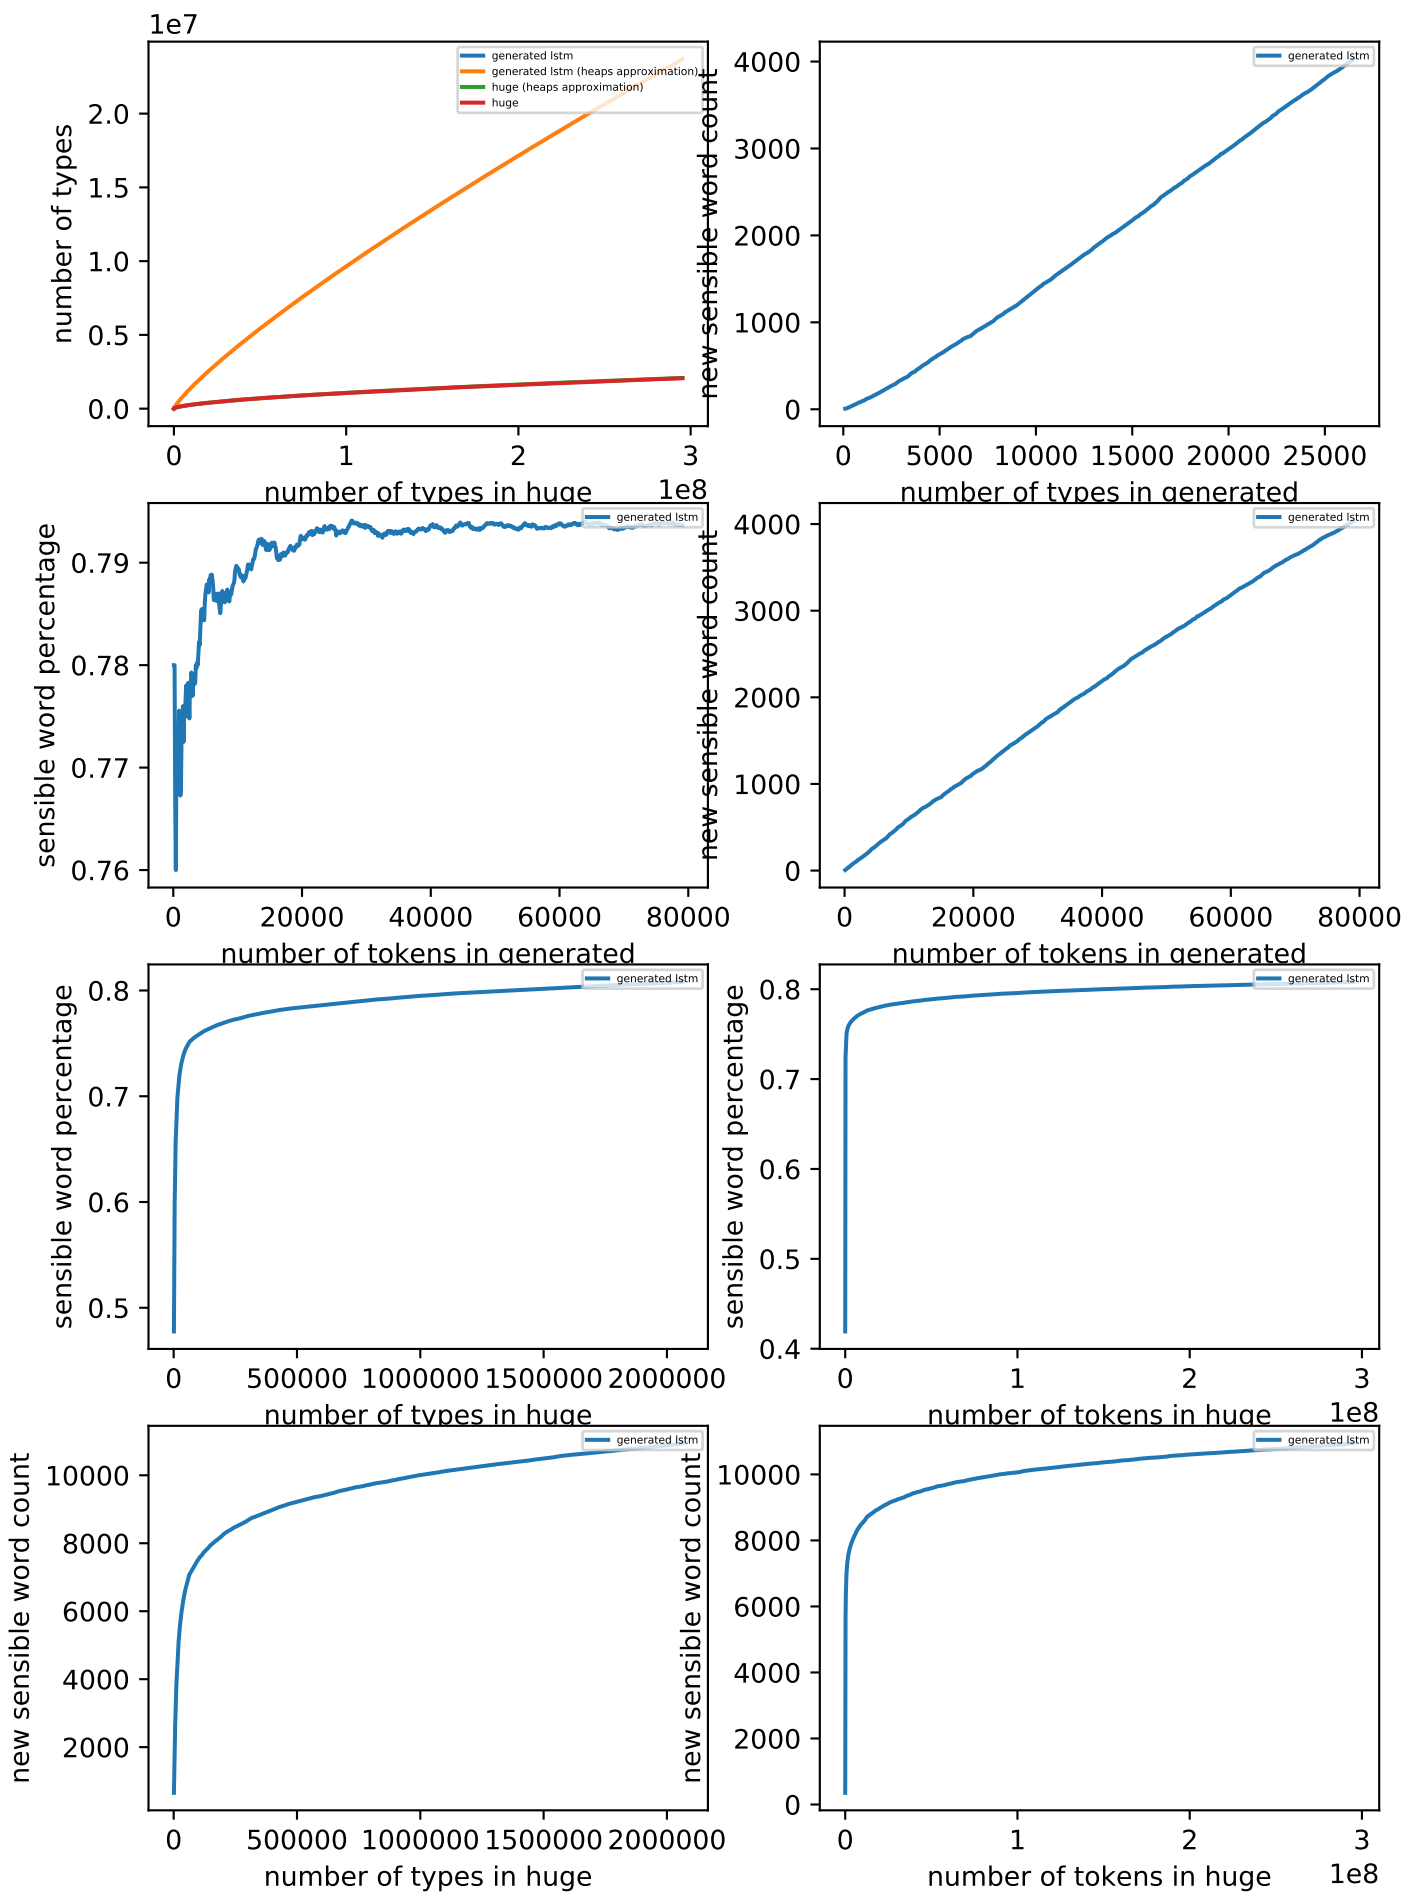 1e7
number of types
2.0
1.5
1.0
0.5
0.0
generated lstm
generated lstm (heaps approximation)
huge (heaps approximation)
huge
0 1 2 3
number of types in huge 1e8
new sensible word count
4000
3000
2000
1000
0
generated lstm
0 5000 10000 15000 20000 25000
number of types in generated
sensible word percentage
0.79
0.78
0.77
0.76
generated lstm
0 20000 40000 60000 80000
number of tokens in generated
new sensible word count
4000
3000
2000
1000
0
generated lstm
0 20000 40000 60000 80000
number of tokens in generated
sensible word percentage
0.8
0.7
0.6
0.5
generated lstm
0 500000 1000000 1500000 2000000
number of types in huge
sensible word percentage
0.8
0.7
0.6
0.5
0.4
generated lstm
0 1 2 3
number of tokens in huge 1e8
new sensible word count
10000
8000
6000
4000
2000
generated lstm
0 500000 1000000 1500000 2000000
number of types in huge
new sensible word count
10000
8000
6000
4000
2000
0
generated lstm
0 1 2 3
number of tokens in huge 1e8